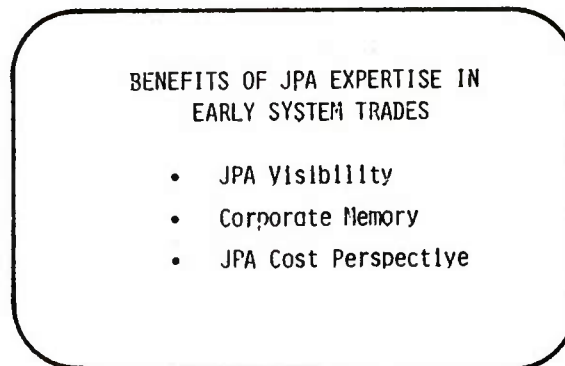 BENEFITS OF JPA EXPERTISE IN
EARLY SYSTEM TRADES
• JPA Visibility
• Corporate Memory
• JPA Cost Perspective